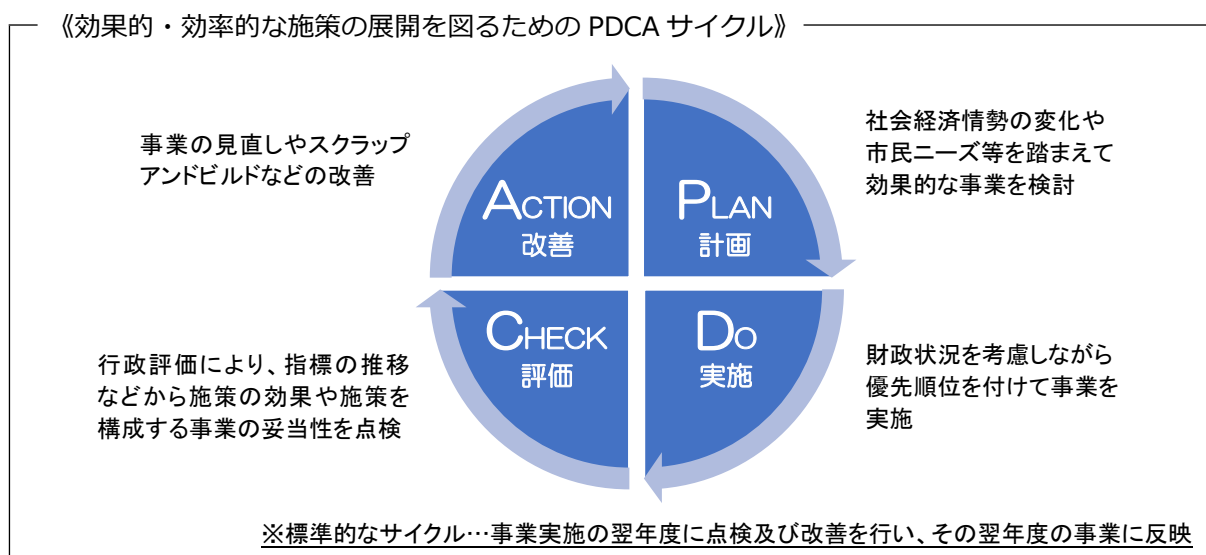 《効果的・効率的な施策の展開を図るための PDCA サイクル》
事業の見直しやスクラップ
アンドビルドなどの改善
社会経済情勢の変化や
市民ニーズ等を踏まえて
効果的な事業を検討
ACTION
改善
PLAN
計画
CHECK
評価
DO
実施
行政評価により、指標の推移
などから施策の効果や施策を
構成する事業の妥当性を点検
財政状況を考慮しながら
優先順位を付けて事業を
実施
※標準的なサイクル…事業実施の翌年度に点検及び改善を行い、その翌年度の事業に反映